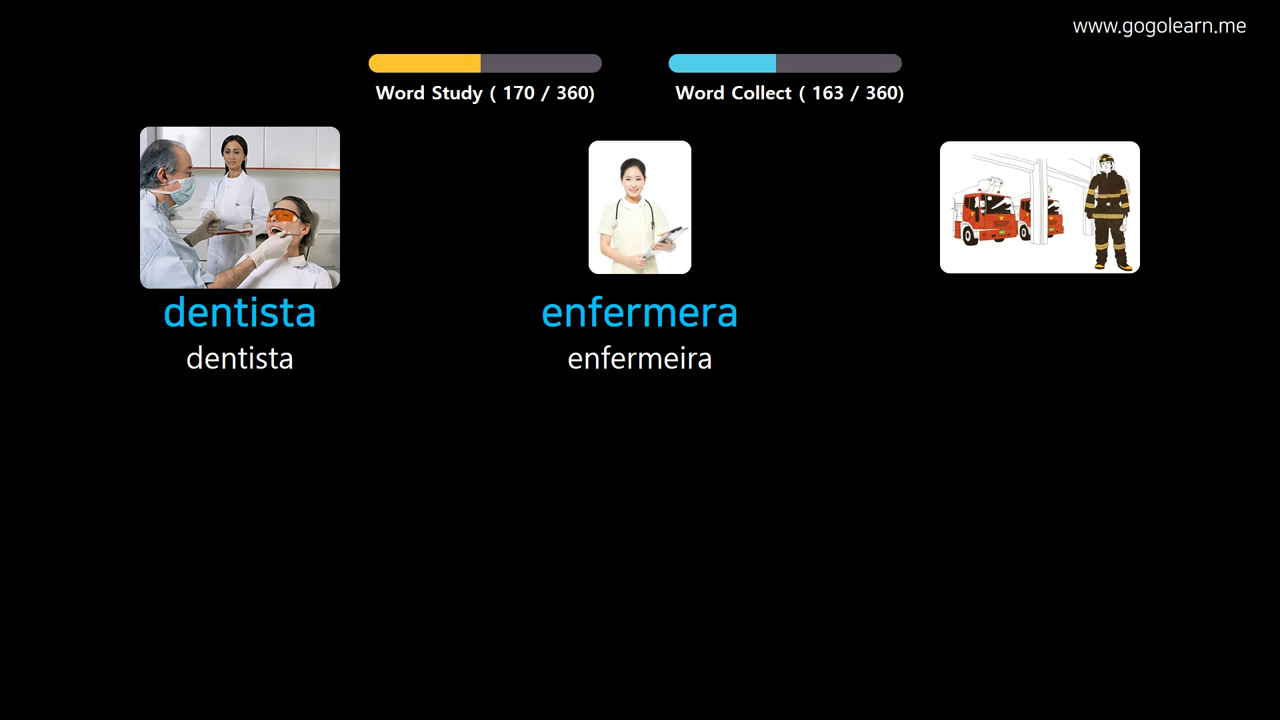 www.gogolearn.me
Word Study ( 170 / 360)
Word Collect ( 163 / 360)
dentista
dentista
enfermera
enfermeira